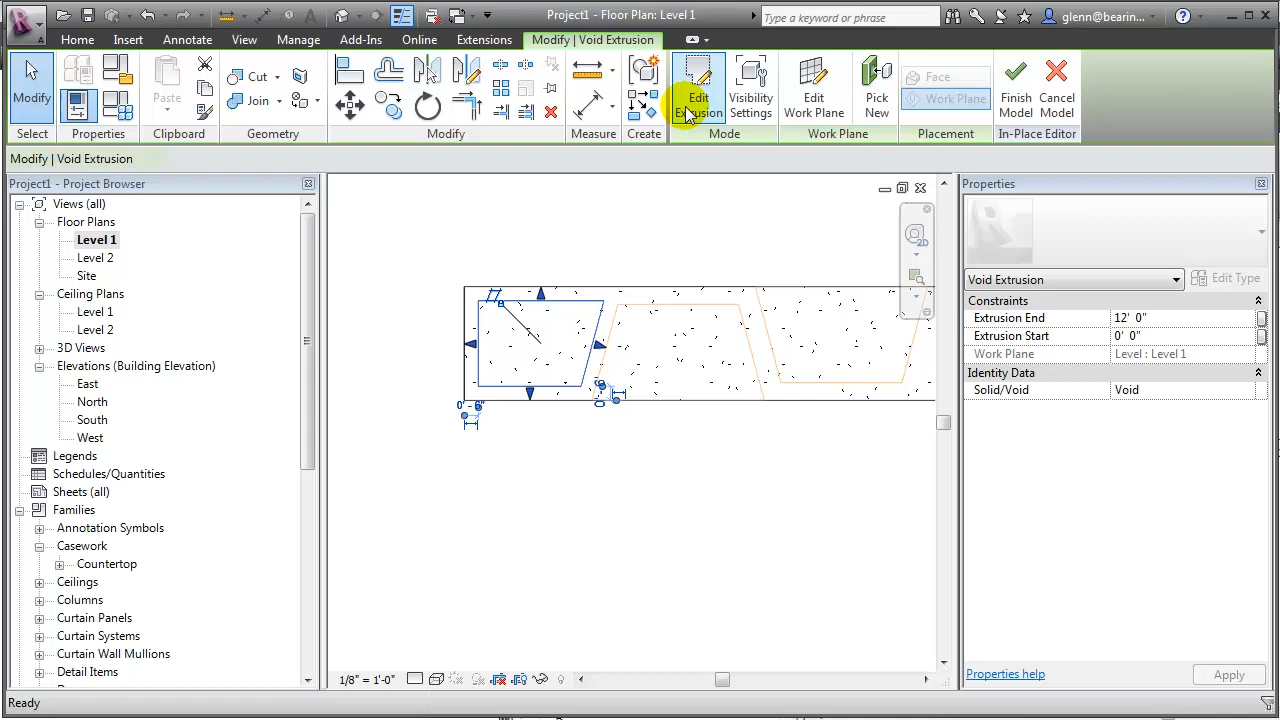 Project1 - Floor Plan: Level 1
Type a keyword or phrase
glenn@bearin...
Home Insert Annotate View Manage Add-Ins Online Extensions Modify | Void Extrusion
Modify
Paste
Cut
Join
Edit
Extrusion
Visibility
Settings
Edit
Work Plane
Pick
New
Face
Work Plane
Finish
Model
Cancel
Model
Select Properties Clipboard Geometry Modify Measure Create Mode Work Plane Placement In-Place Editor
Modify | Void Extrusion
Project1 - Project Browser
Views (all)
Floor Plans
Level 1
Level 2
Site
Ceiling Plans
Level 1
Level 2
3D Views
Elevations (Building Elevation)
East
North
South
West
Legends
Schedules/Quantities
Sheets (all)
Families
Annotation Symbols
Casework
Countertop
Ceilings
Columns
Curtain Panels
Curtain Systems
Curtain Wall Mullions
Detail Items
2D
0' - 6"
1/8" = 1'-0"
Properties
Void Extrusion
Edit Type
Constraints
Extrusion End 12' 0"
Extrusion Start 0' 0"
Work Plane Level : Level 1
Identity Data
Solid/Void Void
Properties help
Apply
Ready